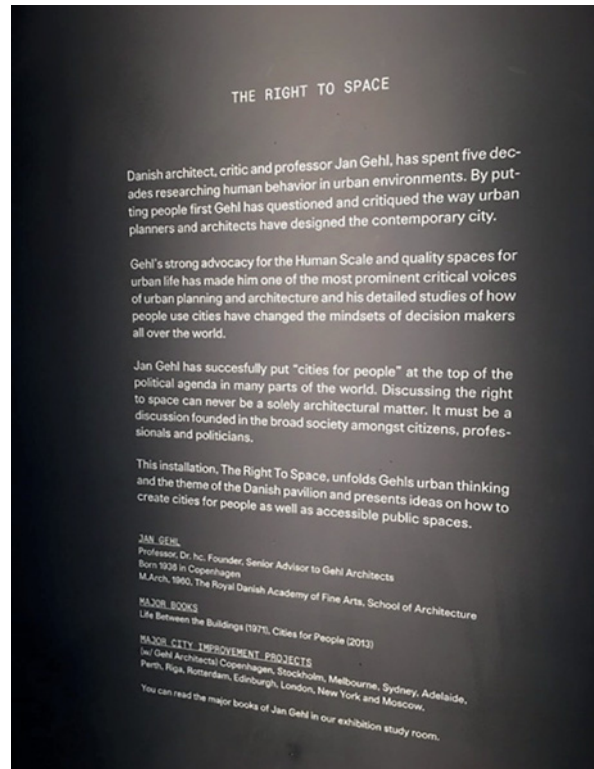 THE RIGHT TO SPACE
Danish architect, critic and professor Jan Gehl, has spent five dec-
ades researching human behavior in urban environments. By put-
ting people first Gehl has questioned and critiqued the way urban
planners and architects have designed the contemporary city.
Gehl's strong advocacy for the Human Scale and quality spaces for
urban life has made him one of the most prominent critical voices
of urban planning and architecture and his detailed studies of how
people use cities have changed the mindsets of decision makers
all over the world.
Jan Gehl has succesfully put "cities for people" at the top of the
political agenda in many parts of the world. Discussing the right
to space can never be a solely architectural matter. It must be a
discussion founded in the broad society amongst citizens, profes-
sionals and politicians.
This installation, The Right To Space, unfolds Gehls urban thinking
and the theme of the Danish pavilion and presents ideas on how to
create cities for people as well as accessible public spaces.
JAN GEHL
Professor, Dr. hc. Founder, Senior Advisor to Gehl Architects
Born 1936 in Copenhagen
M.Arch, 1960, The Royal Danish Academy of Fine Arts, School of Architecture
MAJOR BOOKS
Life Between the Buildings (1971), Cities for People (2013)
MAJOR CITY IMPROVEMENT PROJECTS
(w/ Gehl Architects) Copenhagen, Stockholm, Melbourne, Sydney, Adelaide,
Perth, Riga, Rotterdam, Edinburgh, London, New York and Moscow.
You can read the major books of Jan Gehl in our exhibition study room.